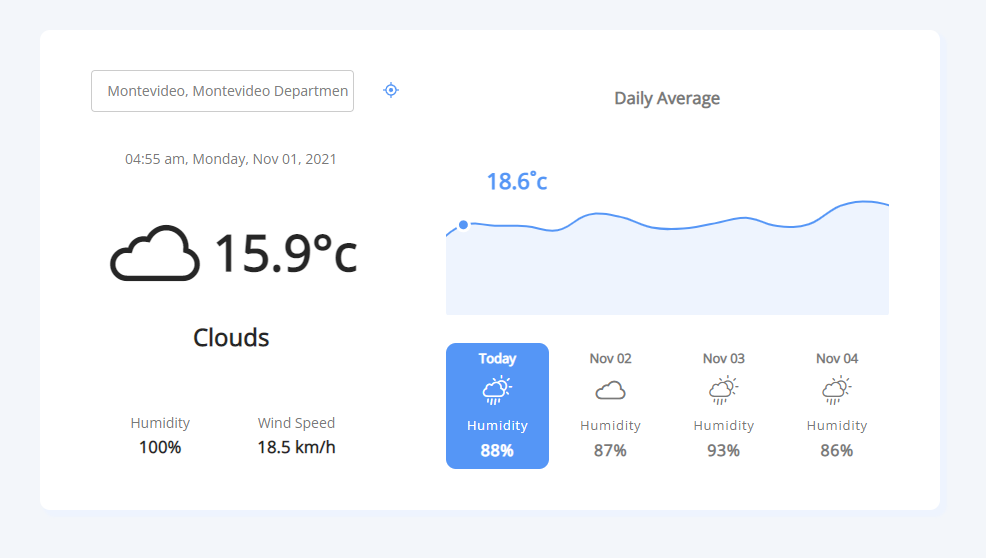 Montevideo, Montevideo Departmen
04:55 am, Monday, Nov 01, 2021
15.9°c
Clouds
Humidity Wind Speed
100% 18.5 km/h
Daily Average
18.6°c
Today Nov 02 Nov 03 Nov 04
Humidity Humidity Humidity Humidity
88% 87% 93% 86%